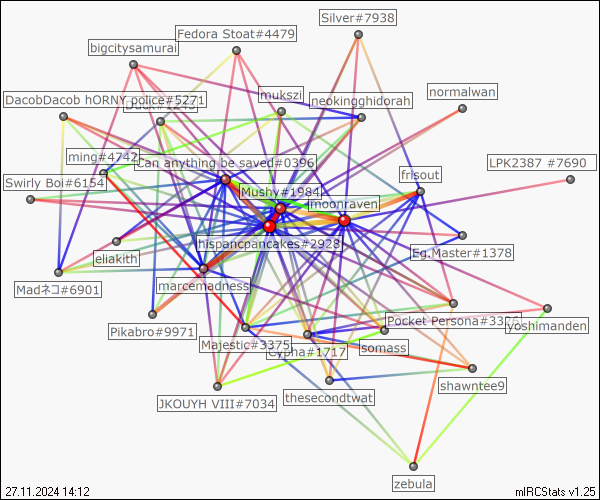 Silver#7938
Fedora Stoat#4479
bigcitysamurai
mukszi
normalwan
DacobDacob hORNY police#5271
neokingghidorah
ming#4742
Can anything be saved#0396
LPK2387 #7690
frisout
Swirly Boi#6154
Mushy#1984
moonraven
hispancpancakes#2928
Eg.Master#1378
eliakith
Madネコ#6901
marcemadness
Pikabro#9971
Pocket Persona#33
yoshimanden
Majestic#3375
Cypha#1717
somass
shawntee9
JKOUYH VIII#7034
thesecondtwat
zebula
27.11.2024 14:12
mIRCStats v1.25